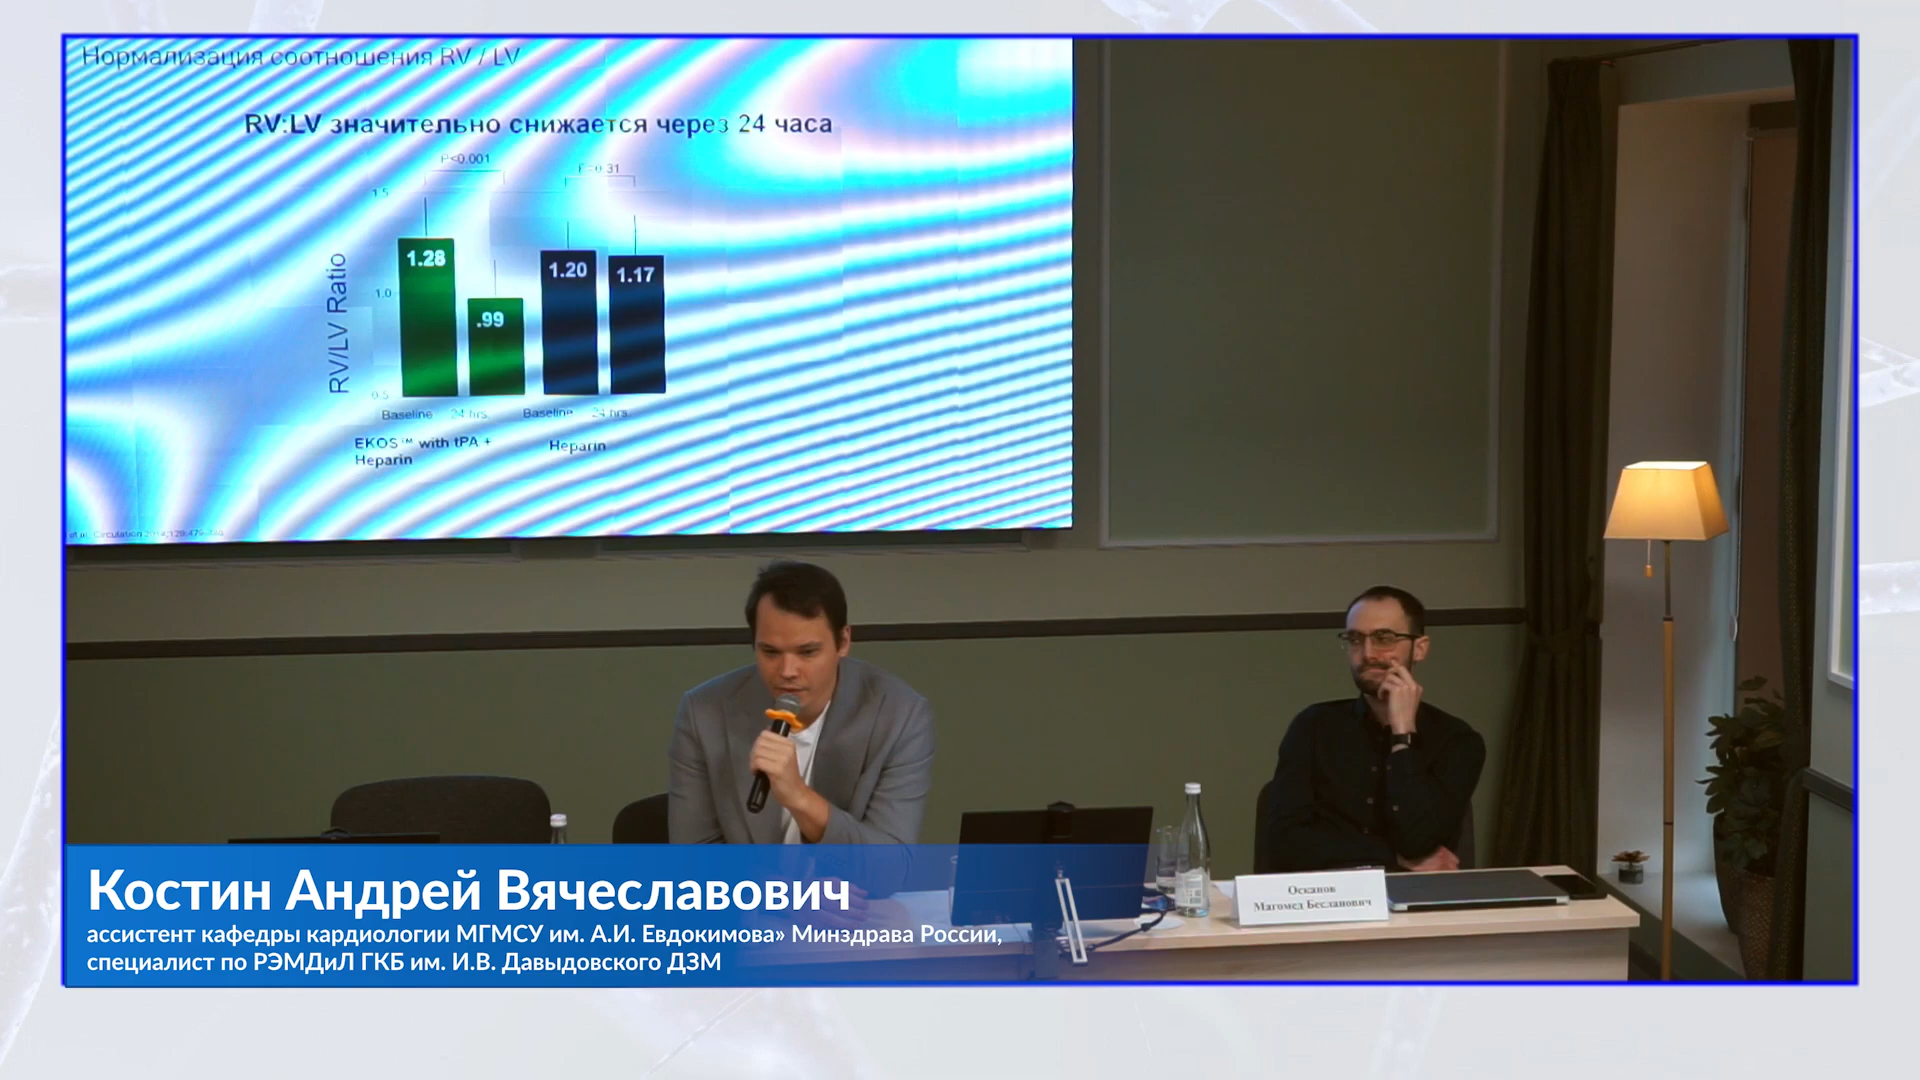 Нормализация соотношения RV / LV
RV:LV значительно снижается через 24 часа
P<0.001
31
1.5
1.28
1.20
1.17
1.0
.99
RV/LV Ratio
0.5
Baseline 24 hrs. Baseline 24 hrs.
EKOS™ with tPA +
Heparin
Heparin
Circulation
Костин Андрей Вячеславович
ассистент кафедры кардиологии МГМСУ им. А.И. Евдокимова» Минздрава России,
специалист по РЭМДиЛ ГКБ им. И.В. Давыдовского ДЗМ
Осканов
Магомед Бесланович